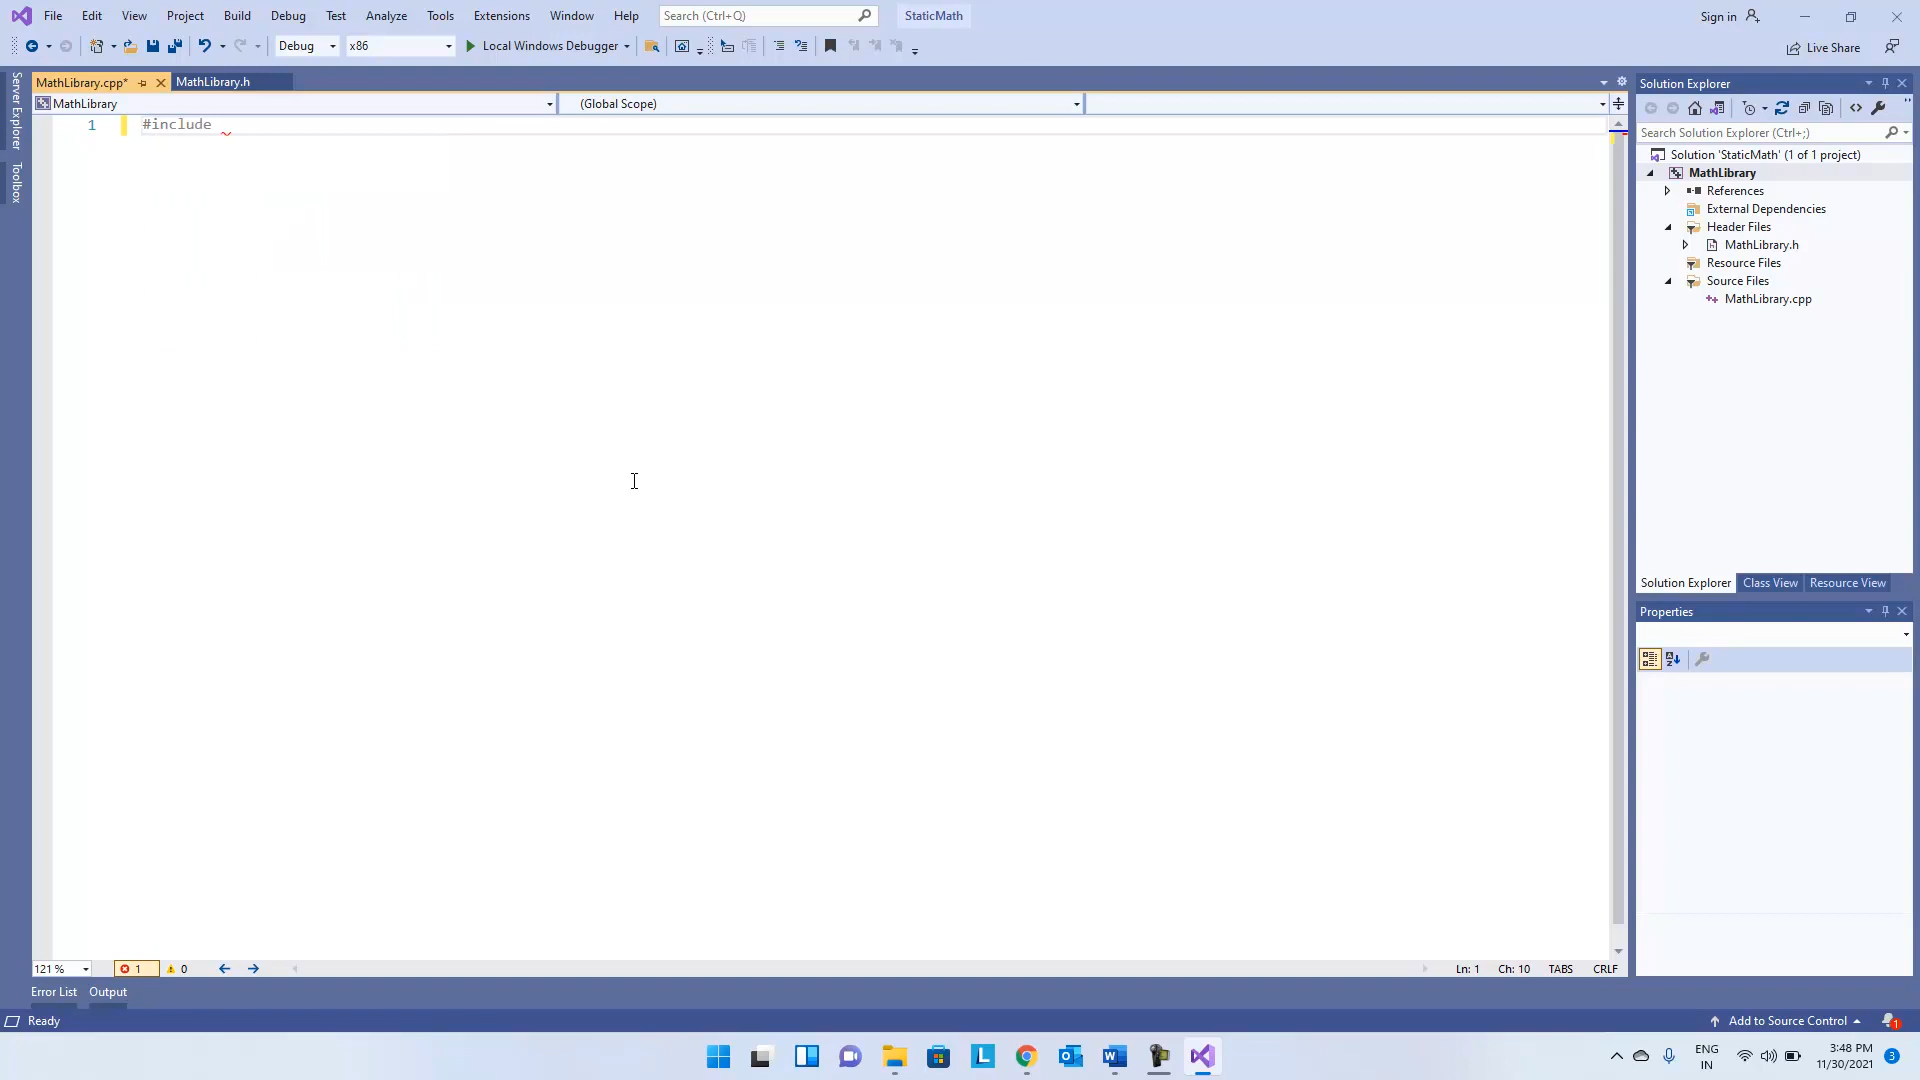 File Edit View Project Build Debug Test Analyze Tools Extensions Window Help Search (Ctrl+Q) StaticMath Sign in
Debug x86 Local Windows Debugger Live Share
Server Explorer
Toolbox
MathLibrary.cpp* MathLibrary.h
MathLibrary (Global Scope)
1 #include
Solution Explorer
Search Solution Explorer (Ctrl+;)
Solution 'StaticMath' (1 of 1 project)
MathLibrary
References
External Dependencies
Header Files
MathLibrary.h
Resource Files
Source Files
MathLibrary.cpp
Solution Explorer Class View Resource View
Properties
121 % 1 0 Ln: 1 Ch: 10 TABS CRLF
Error List Output
Ready Add to Source Control 1
ENG
IN
3:48 PM
11/30/2021
3